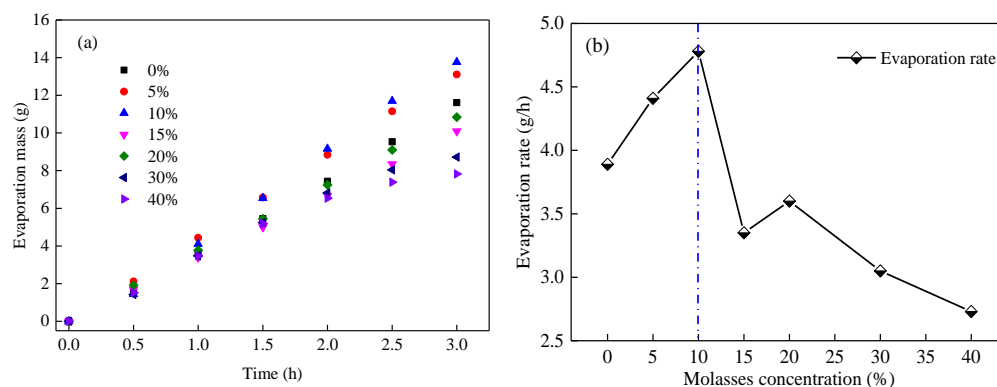 (a)
0%
5%
10%
15%
20%
30%
40%
16
14
12
10
8
6
4
2
0
Evaporation mass (g)
0.0 0.5 1.0 1.5 2.0 2.5 3.0
Time (h)
(b)
Evaporation rate
5.0
4.5
4.0
3.5
3.0
2.5
Evaporation rate (g/h)
0 5 10 15 20 30 40
Molasses concentration (%)